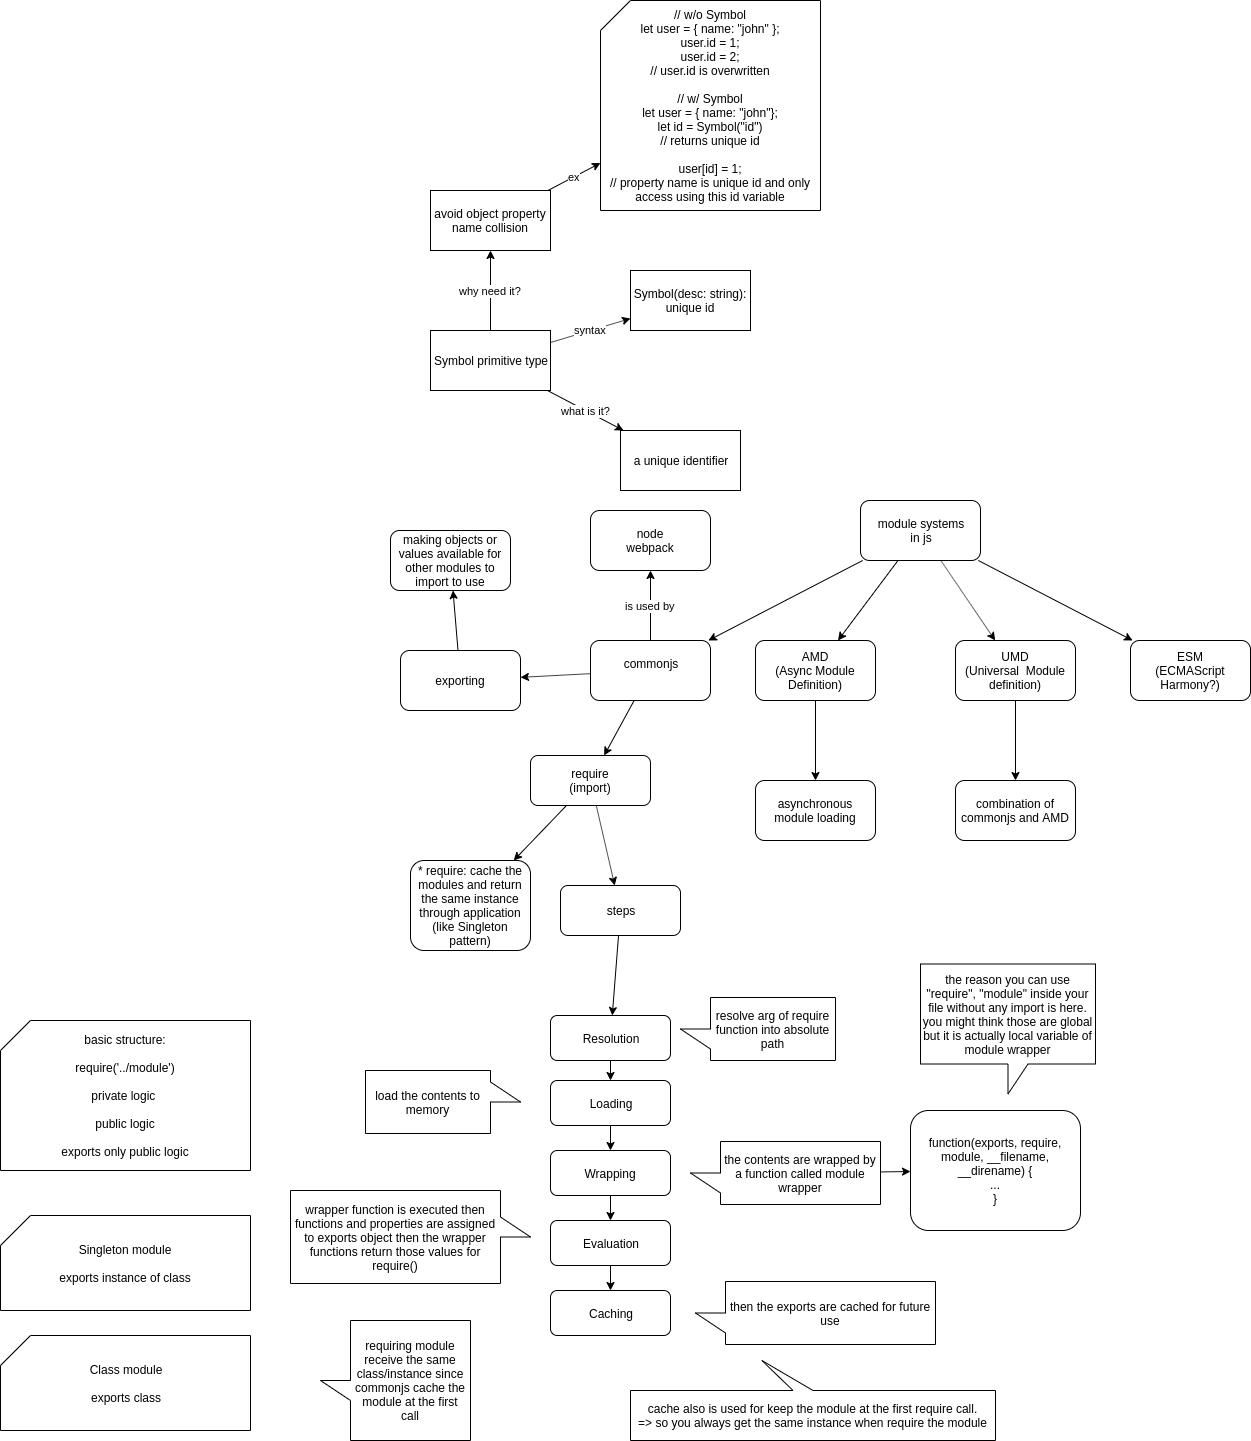 // w/o Symbol
let user = { name: "john" };
user.id = 1;
user.id = 2;
// user.id is overwritten
// w/ Symbol
let user = { name: "john"};
let id = Symbol("id")
// returns unique id
user[id] = 1;
// property name is unique id and only
access using this id variable
ex
avoid object property
name collision
why need it?
Symbol(desc: string):
unique id
syntax
Symbol primitive type
what is it?
a unique identifier
node
webpack
module systems
in js
making objects or
values available for
other modules to
import to use
is used by
exporting
commonjs
AMD
(Async Module
Definition)
UMD
(Universal  Module
definition)
ESM
(ECMAScript
Harmony?)
require
(import)
asynchronous
module loading
combination of
commonjs and AMD
* require: cache the
modules and return
the same instance
through application
(like Singleton
pattern)
steps
the reason you can use
"require", "module" inside your
file without any import is here.
you might think those are global
but it is actually local variable of
module wrapper
resolve arg of require
function into absolute
path
Resolution
basic structure:
require('../module')
private logic
public logic
exports only public logic
load the contents to
memory
Loading
Wrapping
the contents are wrapped by
a function called module
wrapper
function(exports, require,
module, __filename,
__direname) {
...
}
wrapper function is executed then
functions and properties are assigned
to exports object then the wrapper
functions return those values for
require()
Evaluation
Singleton module
exports instance of class
Caching
then the exports are cached for future
use
Class module
exports class
requiring module
receive the same
class/instance since
commonjs cache the
module at the first
call
cache also is used for keep the module at the first require call.
=> so you always get the same instance when require the module